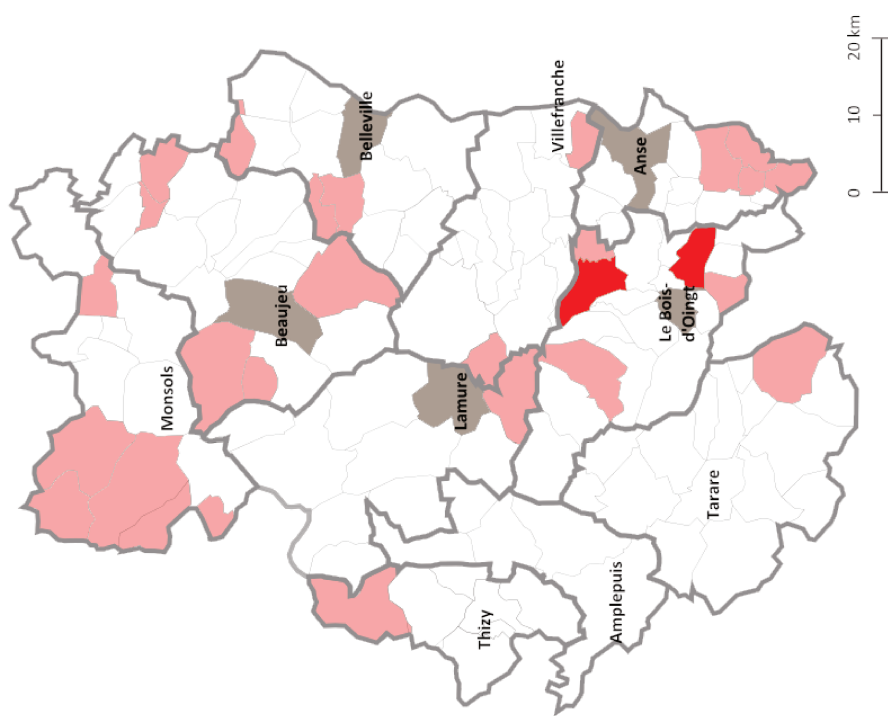 Monsols
Beaujeu
Belleville
Lamure
Villefranche
Thizy
Amplepuis
Tarare
Le Bois-
d'Oingt
Anse
0
10
20 km